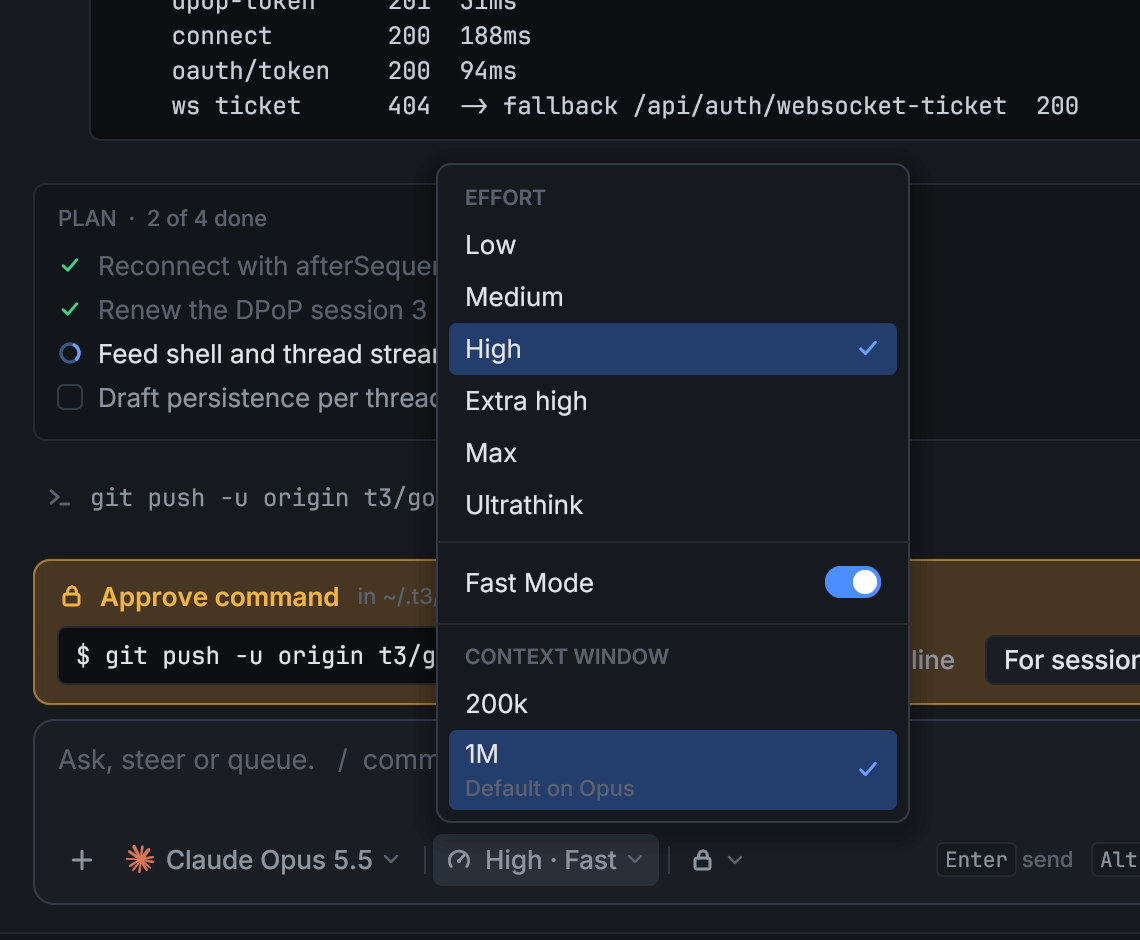 dpop-token 201 31ms
connect 200 188ms
oauth/token 200 94ms
ws ticket 404 -> fallback /api/auth/websocket-ticket 200
PLAN · 2 of 4 done
Reconnect with afterSequen
Renew the DPoP session 3
Feed shell and thread strea
Draft persistence per thread
>_ git push -u origin t3/go
Approve command in ~/.t3/
$ git push -u origin t3/g
line
For session
EFFORT
Low
Medium
High
Extra high
Max
Ultrathink
Fast Mode
CONTEXT WINDOW
200k
1M
Default on Opus
Ask, steer or queue. / comm
+ Claude Opus 5.5 High · Fast
Enter send Alt